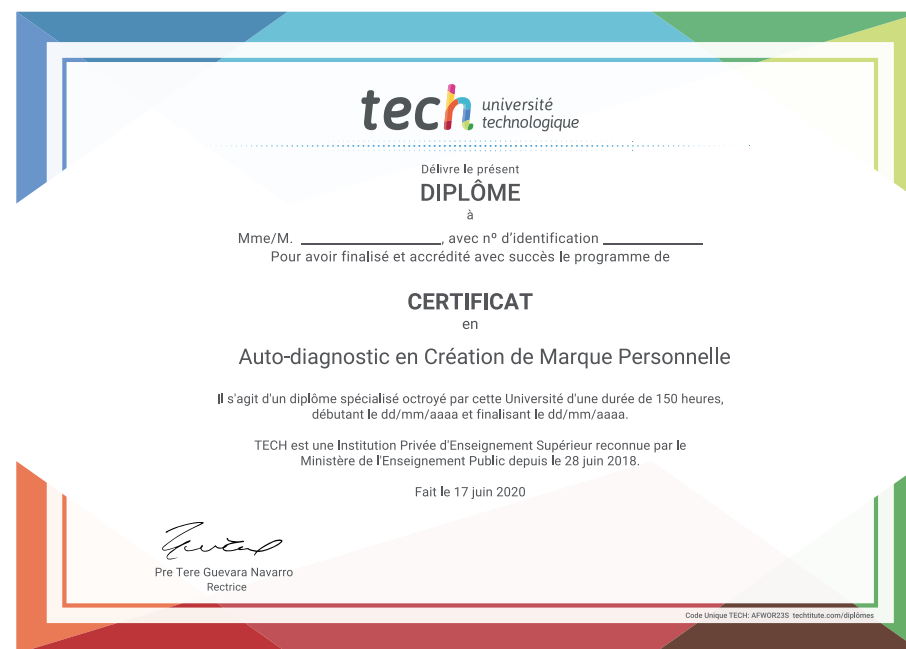 tech université
technologique
Délivre le présent
DIPLÔME
à
Mme/M. ____________________, avec nº d'identification ______________
Pour avoir finalisé et accrédité avec succès le programme de
CERTIFICAT
en
Auto-diagnostic en Création de Marque Personnelle
Il s'agit d'un diplôme spécialisé octroyé par cette Université d'une durée de 150 heures,
débutant le dd/mm/aaaa et finalisant le dd/mm/aaaa.
TECH est une Institution Privée d'Enseignement Supérieur reconnue par le
Ministère de l'Enseignement Public depuis le 28 juin 2018.
Fait le 17 juin 2020
Pre Tere Guevara Navarro
Rectrice
Code Unique TECH: AFWOR23S techtitute.com/diplômes